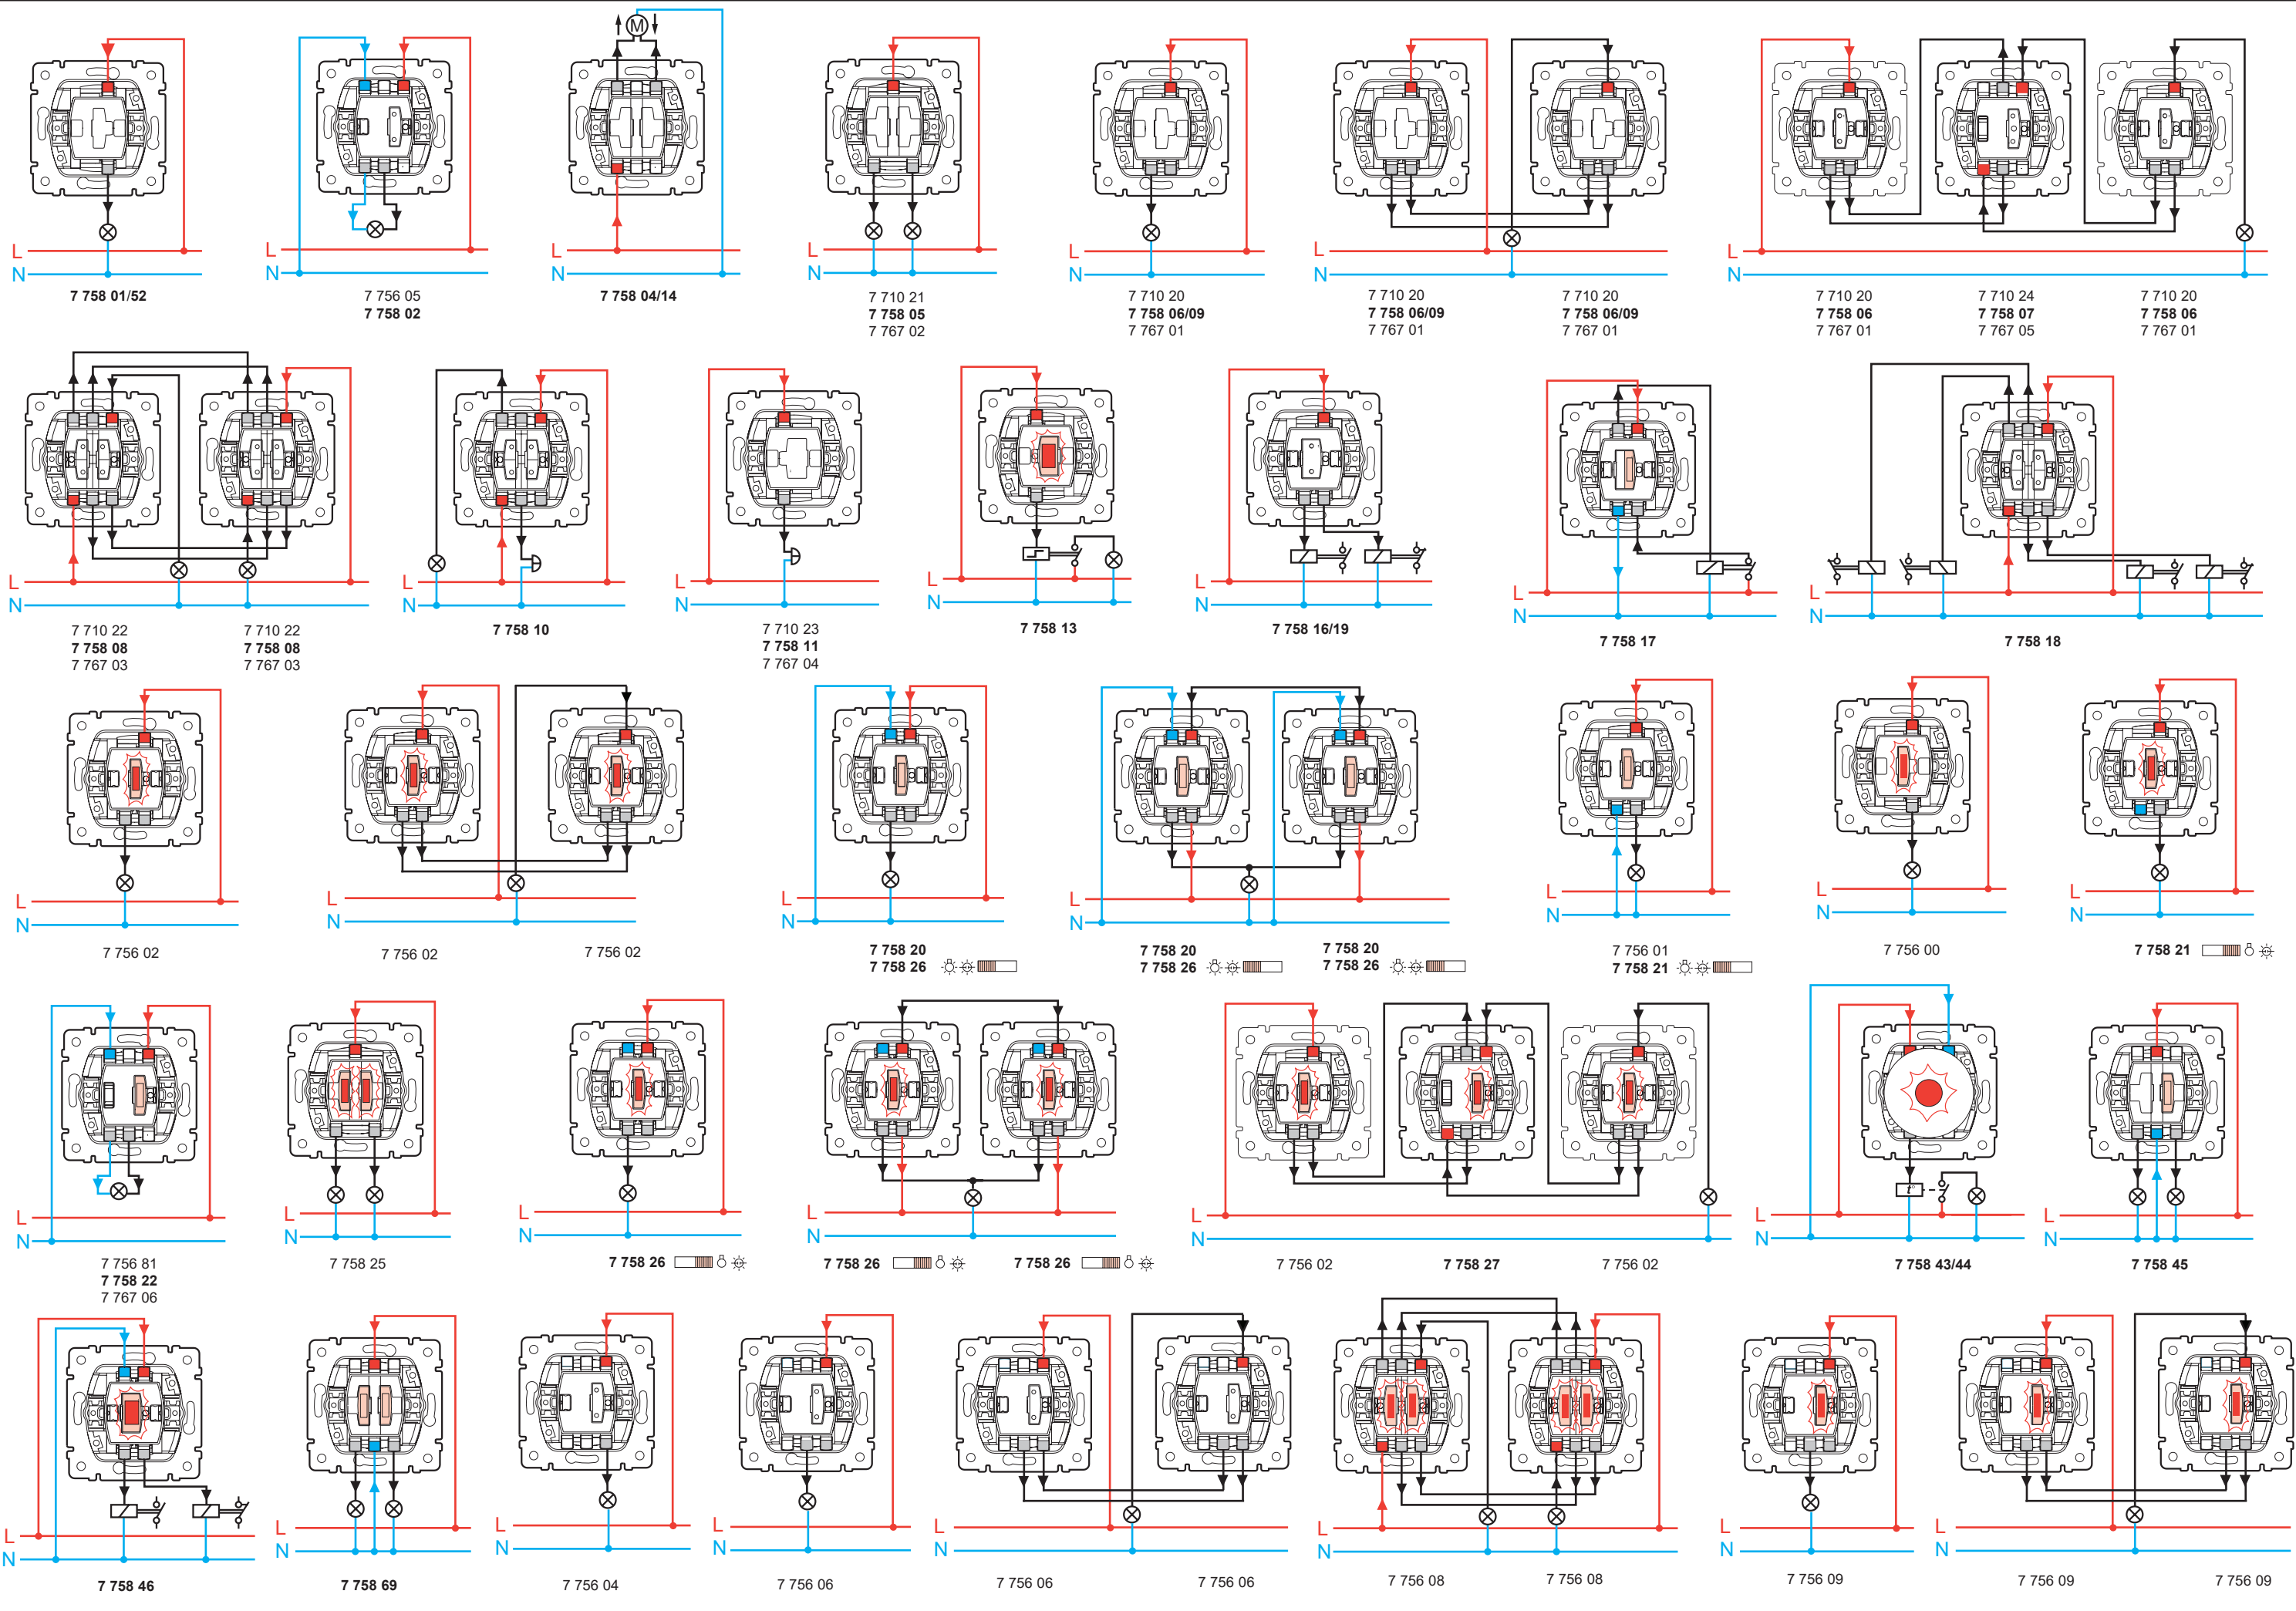 M
L
N
7 758 01/52
L
N
7 756 05
7 758 02
L
N
7 758 04/14
L
N
7 710 21
7 758 05
7 767 02
L
N
7 710 20
7 758 06/09
7 767 01
L
N
7 710 20
7 758 06/09
7 767 01
7 710 20
7 758 06/09
7 767 01
L
N
7 710 20
7 758 06
7 767 01
7 710 24
7 758 07
7 767 05
7 710 20
7 758 06
7 767 01
L
N
7 710 22
7 758 08
7 767 03
7 710 22
7 758 08
7 767 03
L
N
7 758 10
L
N
7 710 23
7 758 11
7 767 04
L
N
7 758 13
L
N
7 758 16/19
L
N
7 758 17
L
N
7 758 18
L
N
7 756 02
L
N
7 756 02
7 756 02
L
N
7 758 20
7 758 26
L
N
7 758 20
7 758 26
7 758 20
7 758 26
L
N
7 756 01
7 758 21
L
N
7 756 00
L
N
7 758 21
L
N
7 756 81
7 758 22
7 767 06
L
N
7 758 25
L
N
7 758 26
L
N
7 758 26
7 758 26
L
N
7 756 02
7 758 27
7 756 02
t°
L
N
7 758 43/44
L
N
7 758 45
L
N
7 758 46
L
N
7 758 69
L
N
7 756 04
L
N
7 756 06
L
N
7 756 06
7 756 06
L
N
7 756 08
7 756 08
L
N
7 756 09
L
N
7 756 09
7 756 09